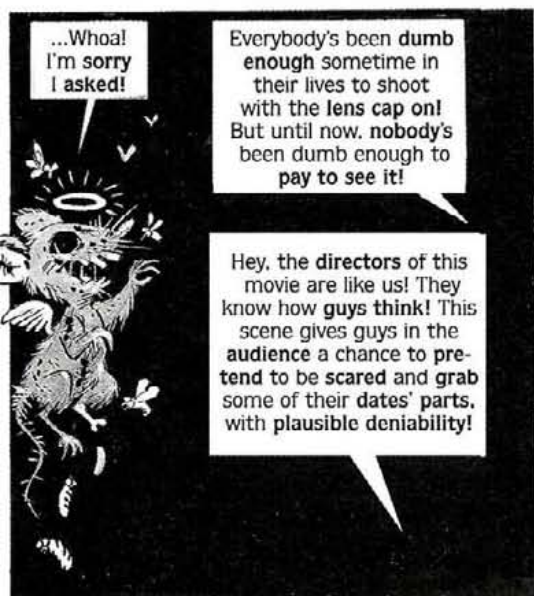 ...Whoa!
I'm sorry
I asked!
Everybody's been dumb
enough sometime in
their lives to shoot
with the lens cap on!
But until now, nobody's
been dumb enough to
pay to see it!
Hey, the directors of this
movie are like us! They
know how guys think! This
scene gives guys in the
audience a chance to pre-
tend to be scared and grab
some of their dates' parts,
with plausible deniability!